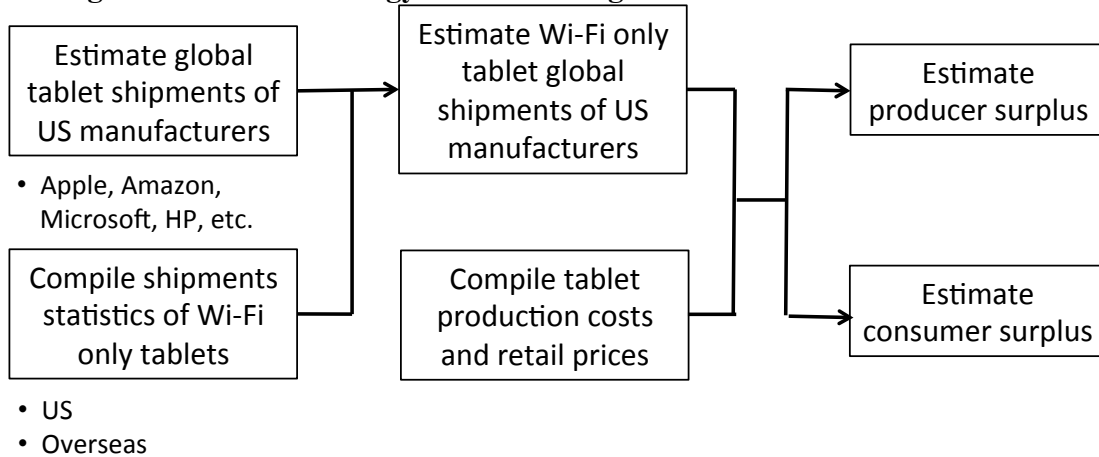 Estimate global
tablet shipments of
US manufacturers
• Apple, Amazon,
Microsoft, HP, etc.
Compile shipments
statistics of Wi-Fi
only tablets
• US
• Overseas
Estimate Wi-Fi only
tablet global
shipments of US
manufacturers
Compile tablet
production costs
and retail prices
Estimate
producer surplus
Estimate
consumer surplus